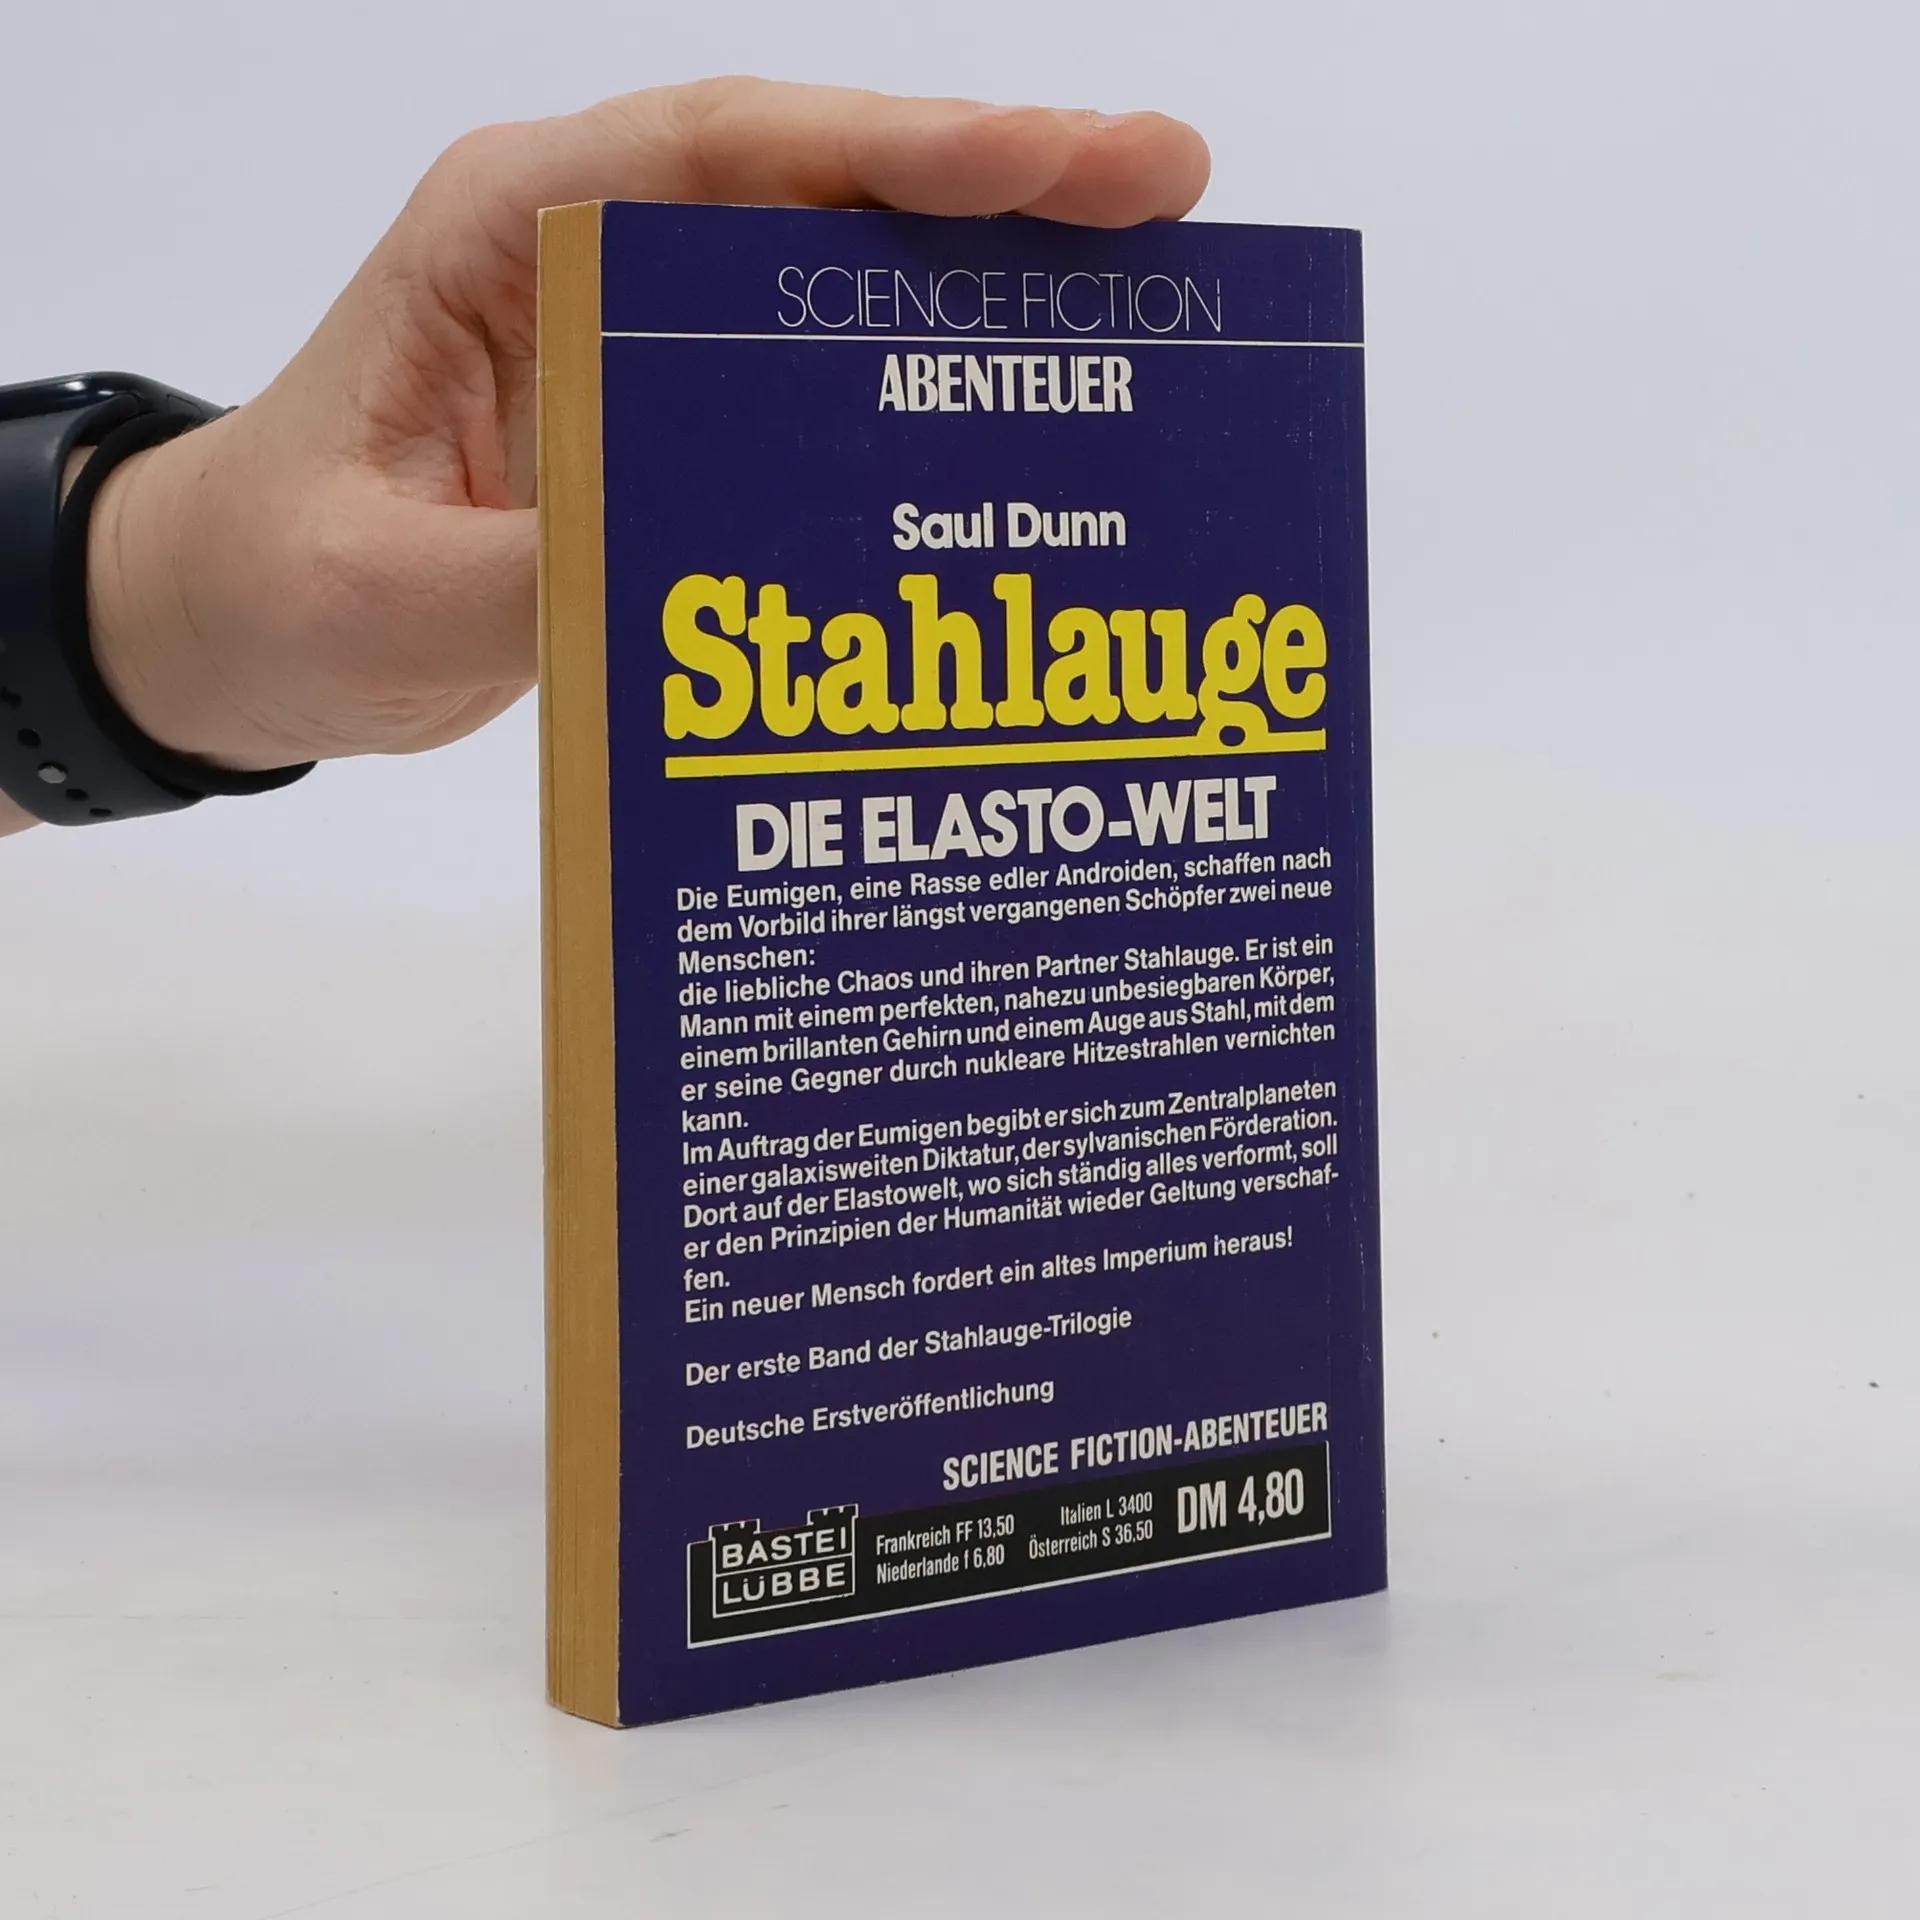 SCIENCE FICTION
ABENTEUER
Saul Dunn
Stahlauge
DIE ELASTO-WELT
Die Eumigen, eine Rasse edler Androiden, schaffen nach
dem Vorbild ihrer längst vergangenen Schöpfer zwei neue
Menschen:
die liebliche Chaos und ihren Partner Stahlauge. Er ist ein
Mann mit einem perfekten, nahezu unbesiegbaren Körper,
einem brillanten Gehirn und einem Auge aus Stahl, mit dem
er seine Gegner durch nukleare Hitzestrahlen vernichten
kann.
Im Auftrag der Eumigen begibt er sich zum Zentralplaneten
einer galaxisweiten Diktatur, der sylvanischen Förderation.
Dort auf der Elastowelt, wo sich ständig alles verformt, soll
er den Prinzipien der Humanität wieder Geltung verschaf-
fen.
Ein neuer Mensch fordert ein altes Imperium heraus!
Der erste Band der Stahlauge-Trilogie
Deutsche Erstveröffentlichung
SCIENCE FICTION-ABENTEUER
BASTEI
LÜBBE
Frankreich FF 13,50
Niederlande f 6,80
Italien L 3400
Österreich S 36,50
DM 4,80